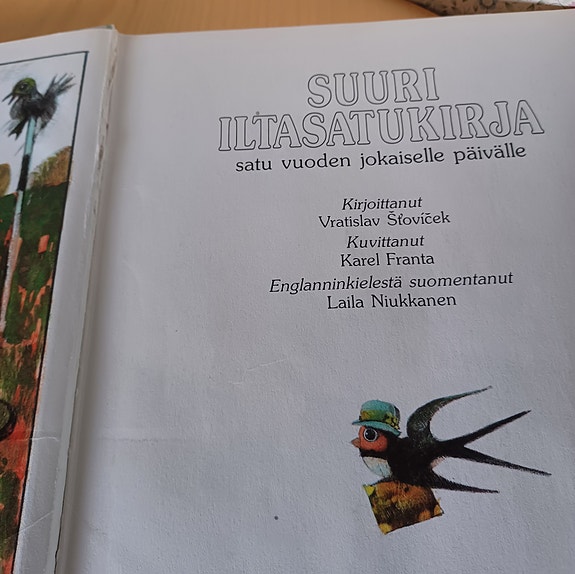 SUURI
ILTASATUKIRJA
satu vuoden jokaiselle päivälle
Kirjoittanut
Vratislav Šťovíček
Kuvittanut
Karel Franta
Englanninkielestä suomentanut
Laila Niukkanen